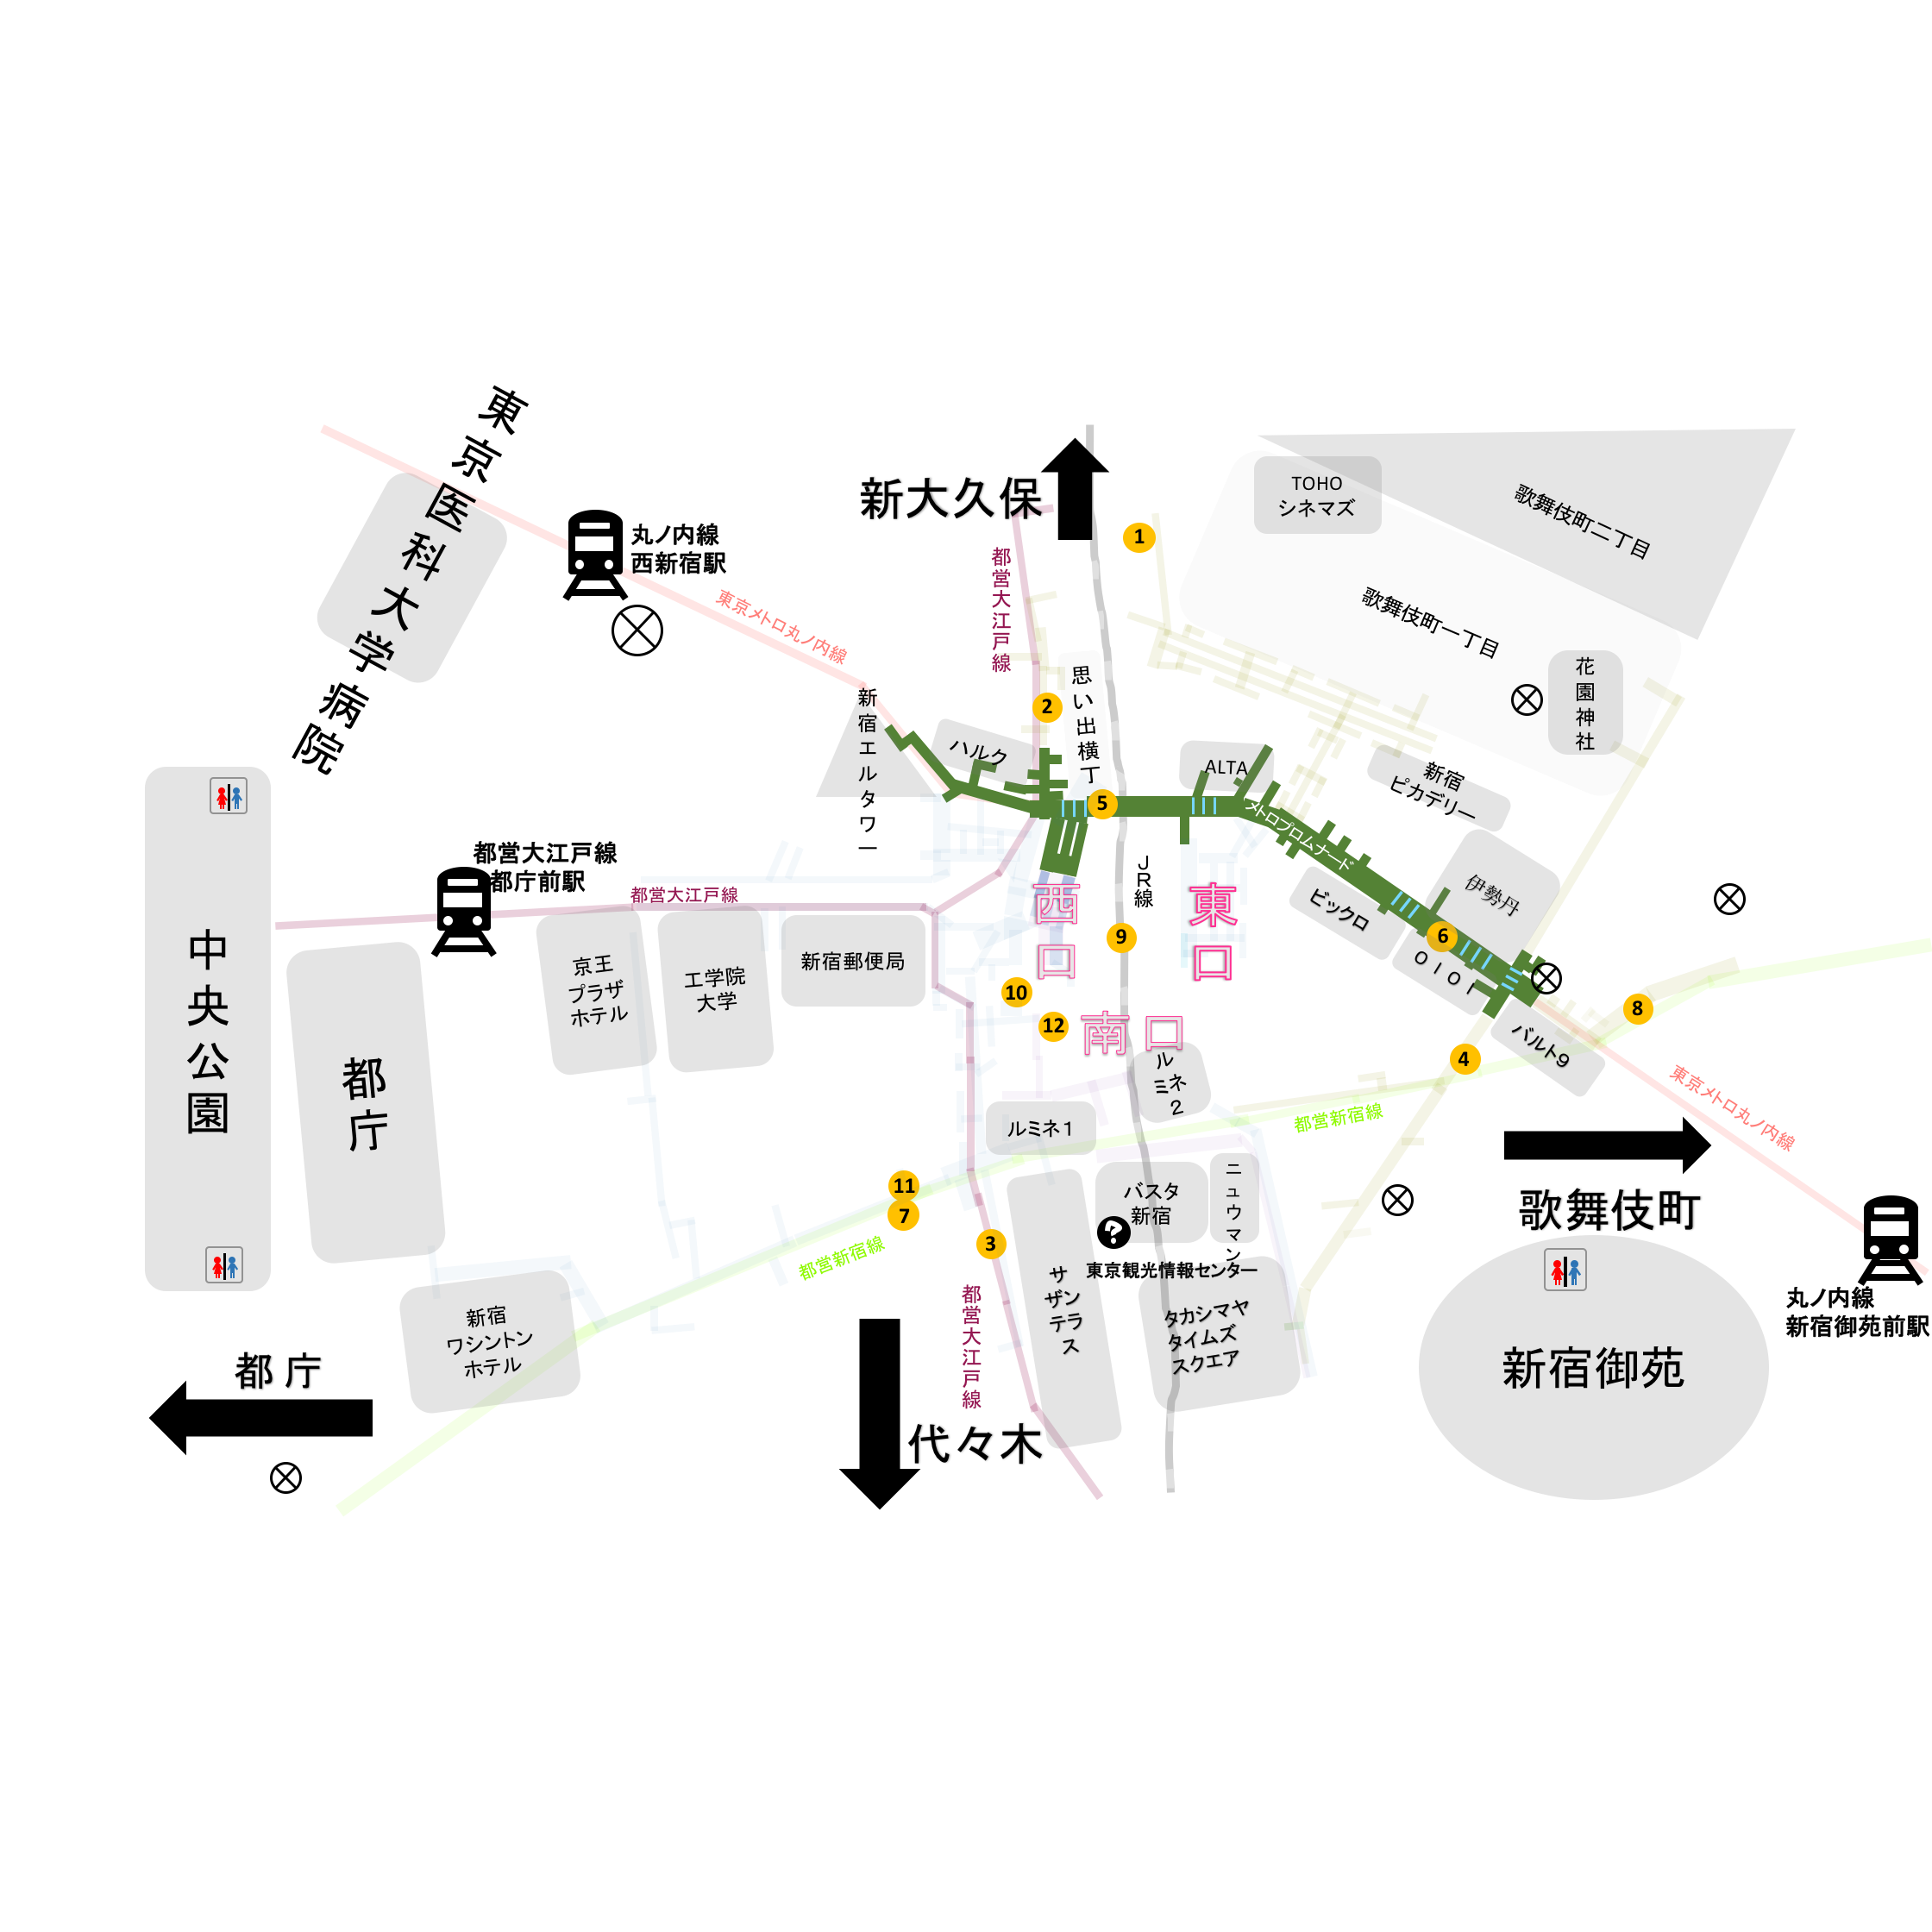 東京医科大学病院
新大久保
TOHO
シネマズ
歌舞伎町二丁目
丸ノ内線
西新宿駅
1
都営大江戸線
東京メトロ丸ノ内線
歌舞伎町一丁目
花園神社
新宿エルタワー
思い出横丁
2
ハルク
ALTA
新宿
ピカデリー
5
メトロプロムナード
都営大江戸線
都庁前駅
都営大江戸線
JR線
西口
東口
ビックロ
伊勢丹
中央公園
新宿郵便局
京王
プラザ
ホテル
工学院
大学
9
6
OIOI
10
12
南口
8
バルト9
4
都庁
ルミネ2
ルミネ1
都営新宿線
東京メトロ丸ノ内線
11
7
3
バスタ
新宿
ニュウマン
歌舞伎町
都営新宿線
東京観光情報センター
サザンテラス
都営大江戸線
タカシマヤ
タイムズ
スクエア
丸ノ内線
新宿御苑前駅
新宿
ワシントン
ホテル
都庁
新宿御苑
代々木